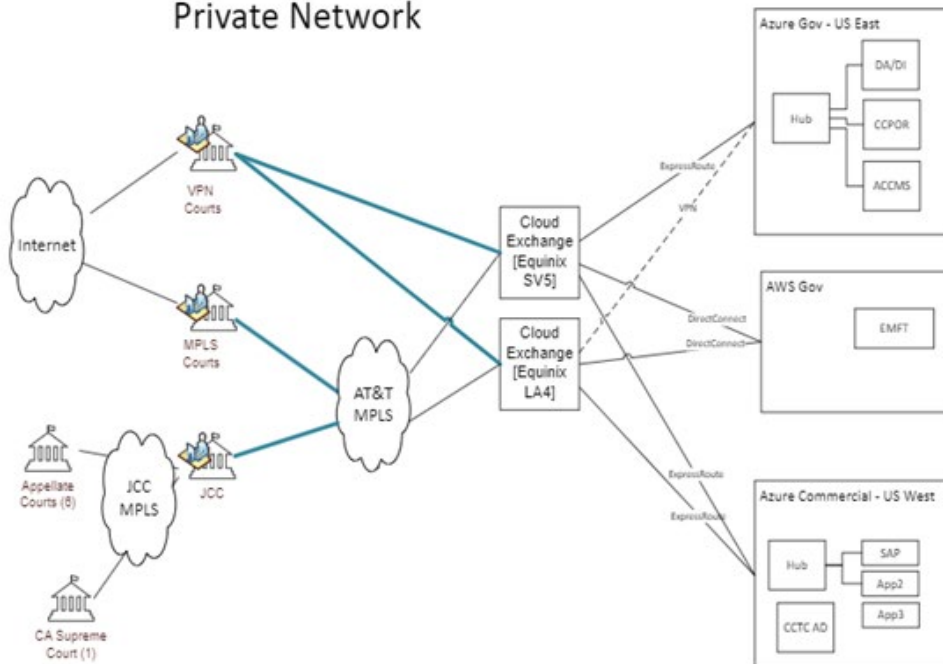 Private Network
Internet
VPN
Courts
MPLS
Courts
Appellate
Courts (6)
JCC
MPLS
JCC
CA Supreme
Court (1)
AT&T
MPLS
Cloud
Exchange
[Equinix
SV5]
Cloud
Exchange
[Equinix
LA4]
ExpressRoute
VPN
DirectConnect
DirectConnect
ExpressRoute
ExpressRoute
Azure Gov - US East
Hub
DA/DI
CCPOR
ACCMS
AWS Gov
EMFT
Azure Commercial - US West
Hub
SAP
App2
App3
CCTC AD